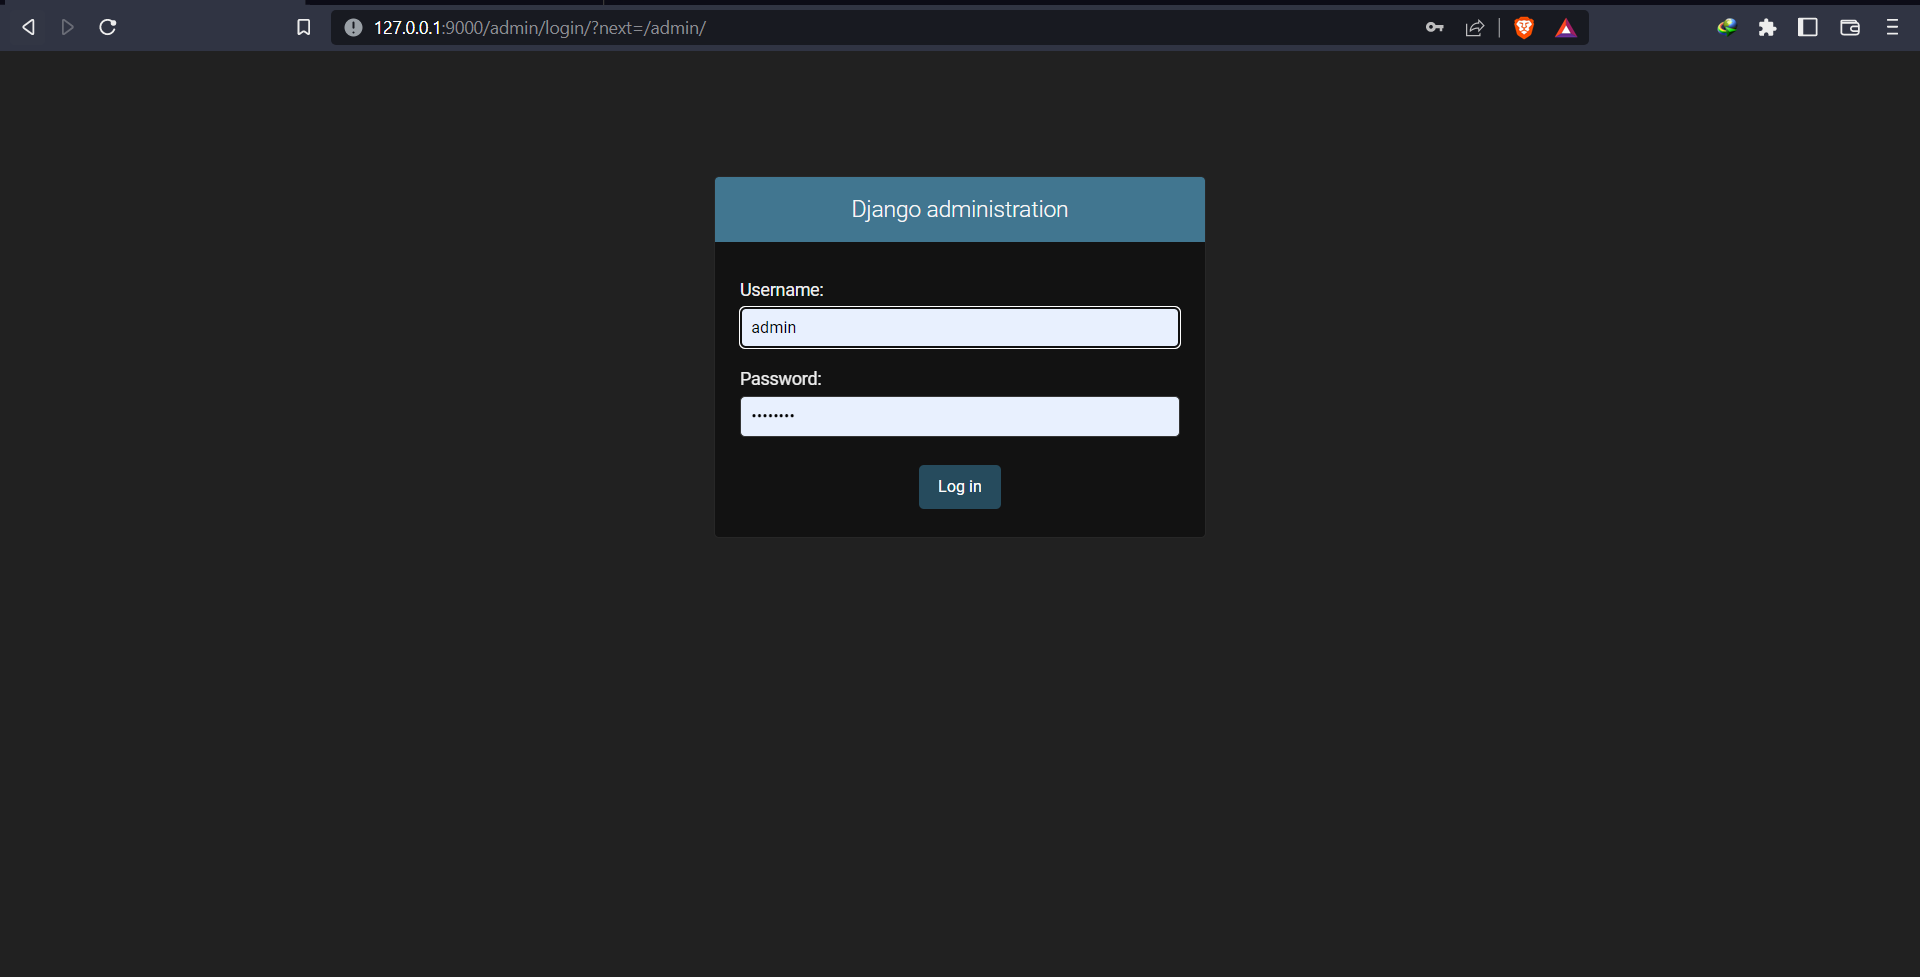 127.0.0.1:9000/admin/login/?next=/admin/
Django administration
Username:
admin
Password:
••••••••
Log in